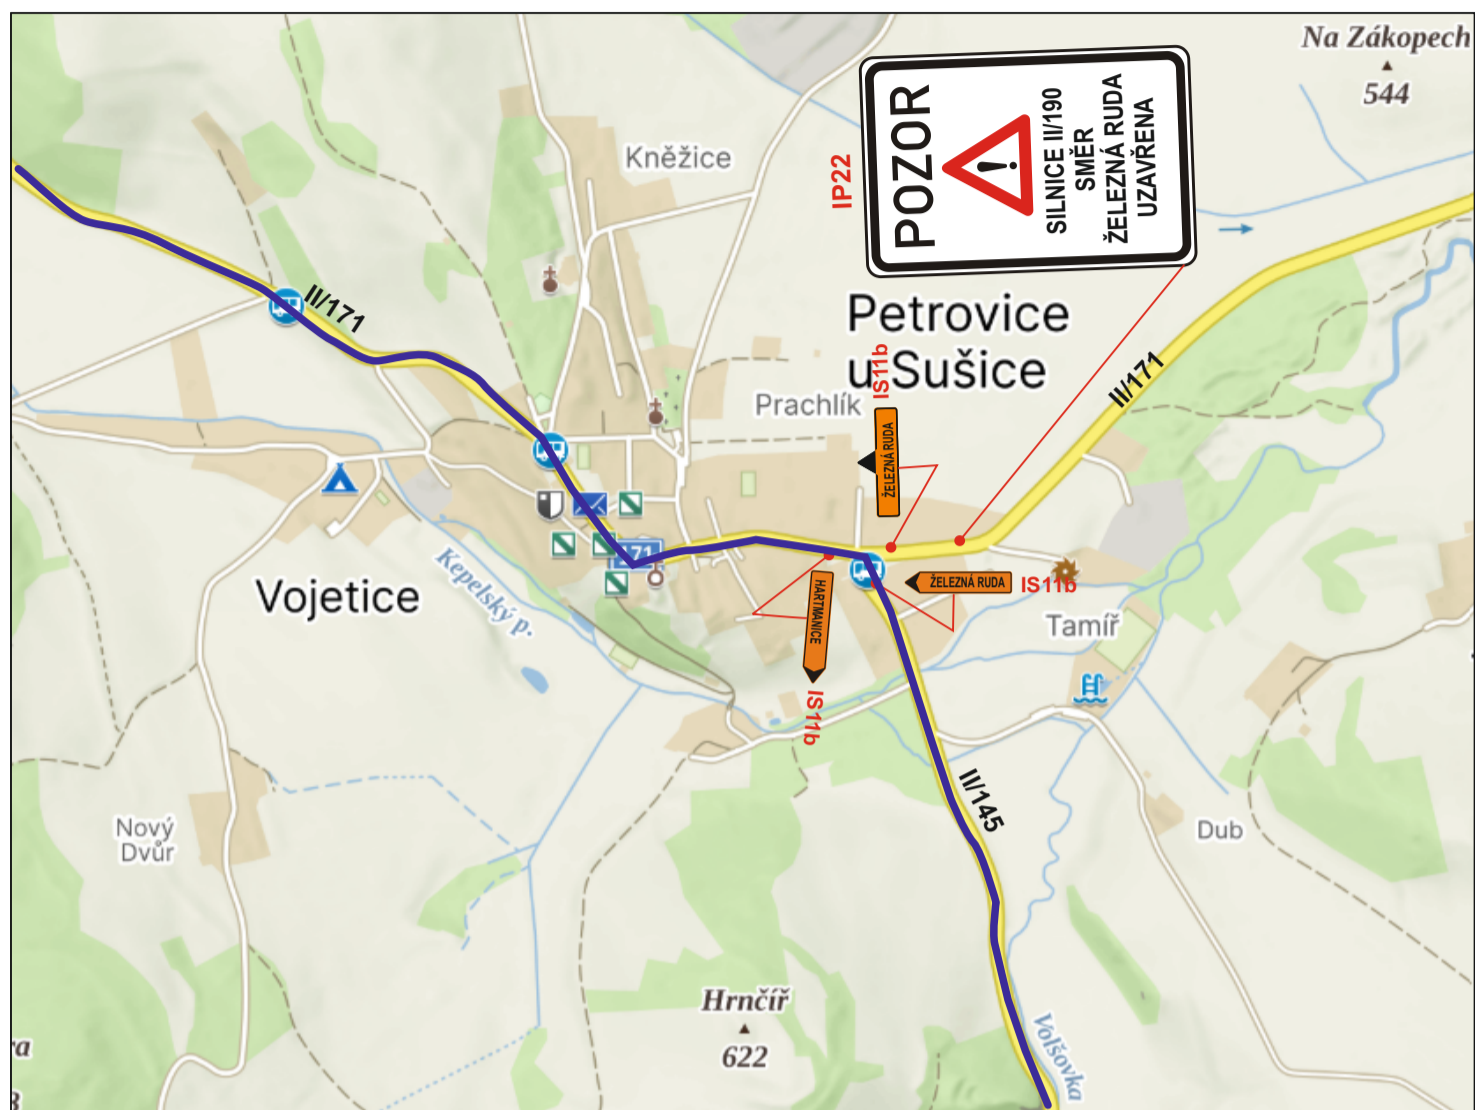 Na Zákopech
544
Kněžice
IP22
POZOR
!
SILNICE II/190
SMĚR
ŽELEZNÁ RUDA
UZAVŘENA
II/171
Petrovice
u Sušice
IS11b
Prachlík
ŽELEZNÁ RUDA
II/171
71
Kepelský p.
Vojetice
HARTMANICE
IS11b
ŽELEZNÁ RUDA
IS11b
Tamíř
II/145
Nový
Dvůr
Dub
Hrnčíř
622
Volšovka
ra